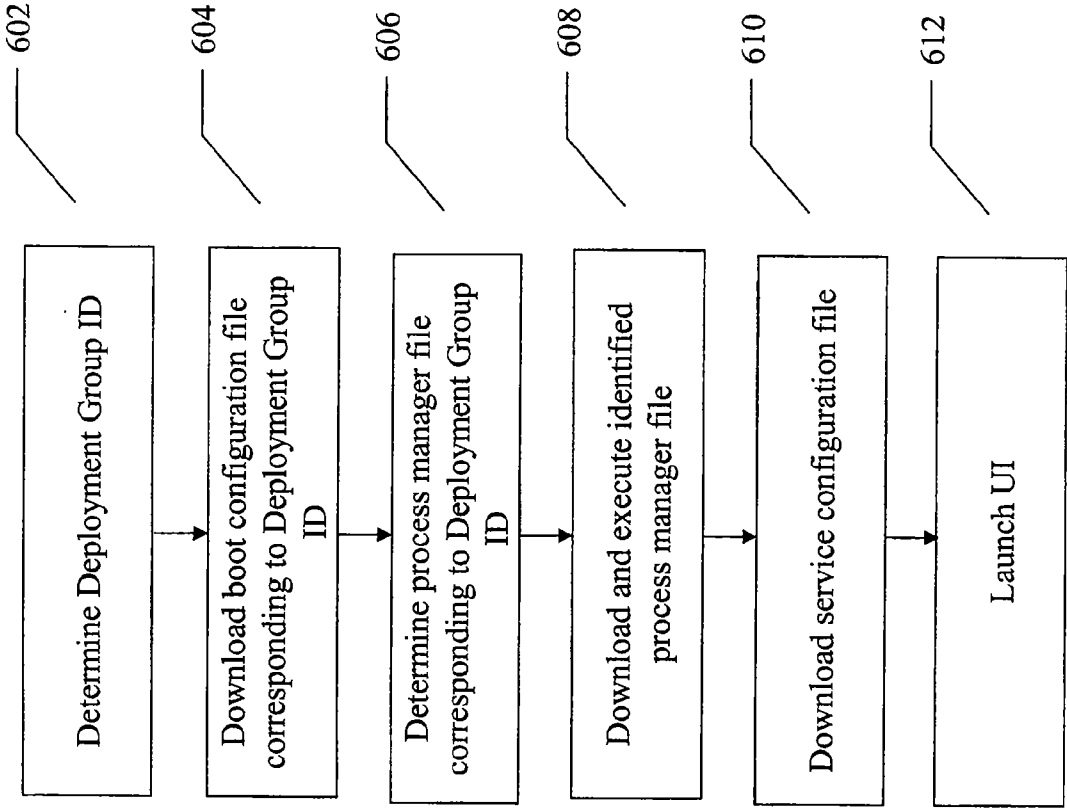 Determine Deployment Group ID
602
Download boot configuration file
corresponding to Deployment Group
ID
604
Determine process manager file
corresponding to Deployment Group
ID
606
Download and execute identified
process manager file
608
Download service configuration file
610
Launch UI
612